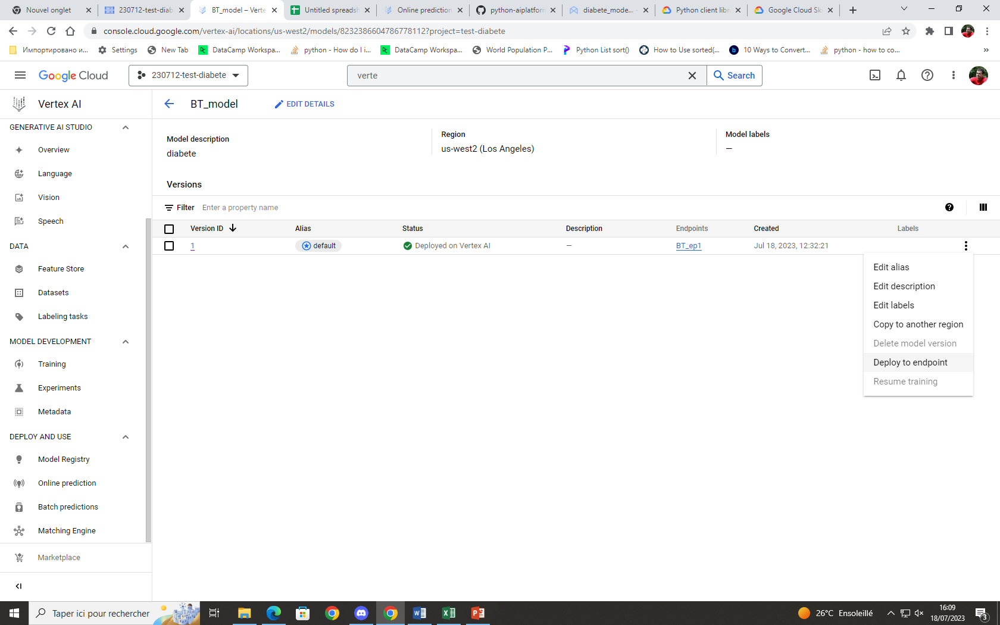 Nouvel onglet
230712-test-diab
BT_model – Verte
Untitled spreadsh
Online prediction
python-aiplatform
diabete_mode...
Python client libr
Google Cloud Ski
console.cloud.google.com/vertex-ai/locations/us-west2/models/8232386604786778112?project=test-diabete
Импортировано и...
Settings
New Tab
DataCamp Workspa...
python - How do I i...
DataCamp Workspa...
World Population P...
Python List sort()
How to Use sorted(...
10 Ways to Convert...
python - how to co...
Google Cloud
230712-test-diabete
verte
Search
Vertex AI
BT_model
EDIT DETAILS
GENERATIVE AI STUDIO
Overview
Language
Vision
Speech
DATA
Feature Store
Datasets
Labeling tasks
MODEL DEVELOPMENT
Training
Experiments
Metadata
DEPLOY AND USE
Model Registry
Online prediction
Batch predictions
Matching Engine
Marketplace
Model description
diabete
Region
us-west2 (Los Angeles)
Model labels
—
Versions
Filter Enter a property name
Version ID Alias Status Description Endpoints Created Labels
1 default Deployed on Vertex AI — BT_ep1 Jul 18, 2023, 12:32:21
Edit alias
Edit description
Edit labels
Copy to another region
Delete model version
Deploy to endpoint
Resume training
Taper ici pour rechercher
26°C Ensoleillé
16:09
18/07/2023
3